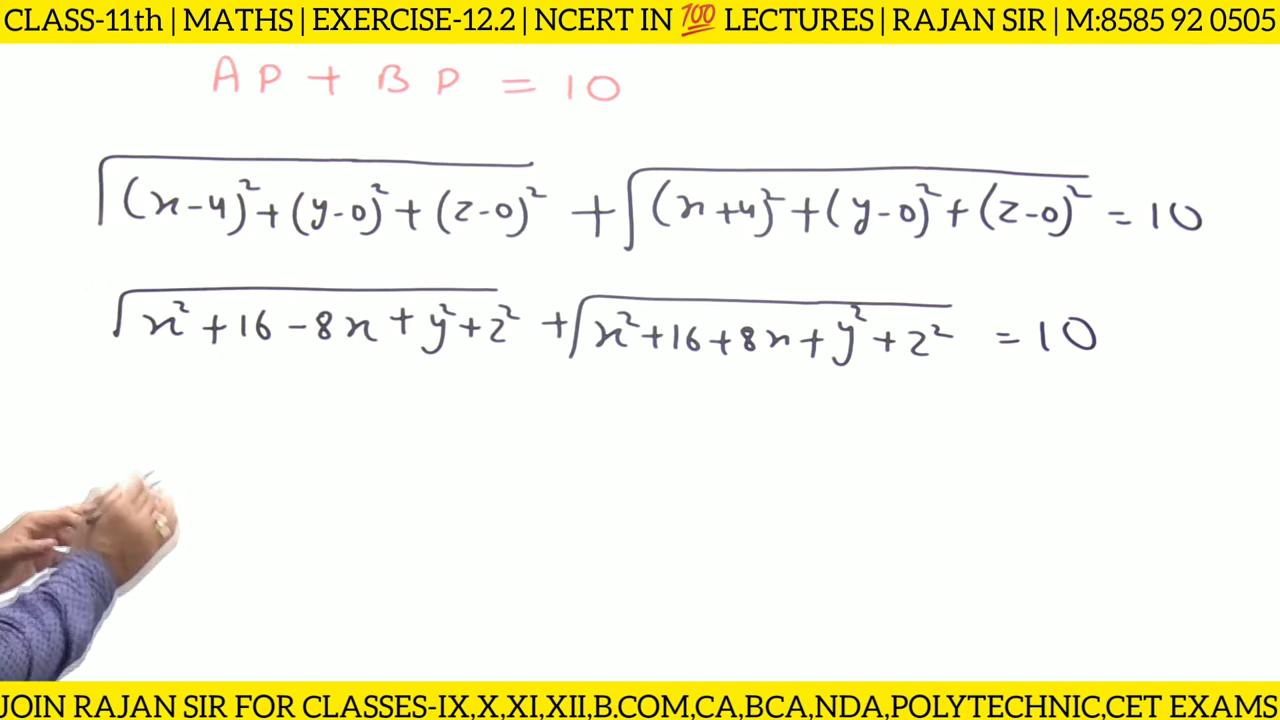 CLASS-11th | MATHS | EXERCISE-12.2 | NCERT IN 💯 LECTURES | RAJAN SIR | M:8585 92 0505
AP + BP = 10
√((x-4)²+(y-0)²+(z-0)²) + √((x+4)²+(y-0)²+(z-0)²) = 10
√(x²+16-8x+y²+z²) + √(x²+16+8x+y²+z²) = 10
JOIN RAJAN SIR FOR CLASSES-IX,X,XI,XII,B.COM,CA,BCA,NDA,POLYTECHNIC,CET EXAMS